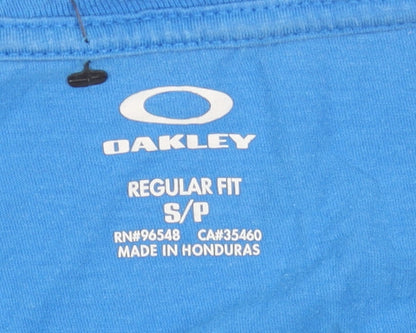 OAKLEY
REGULAR FIT
S/P
RN#96548 CA#35460
MADE IN HONDURAS